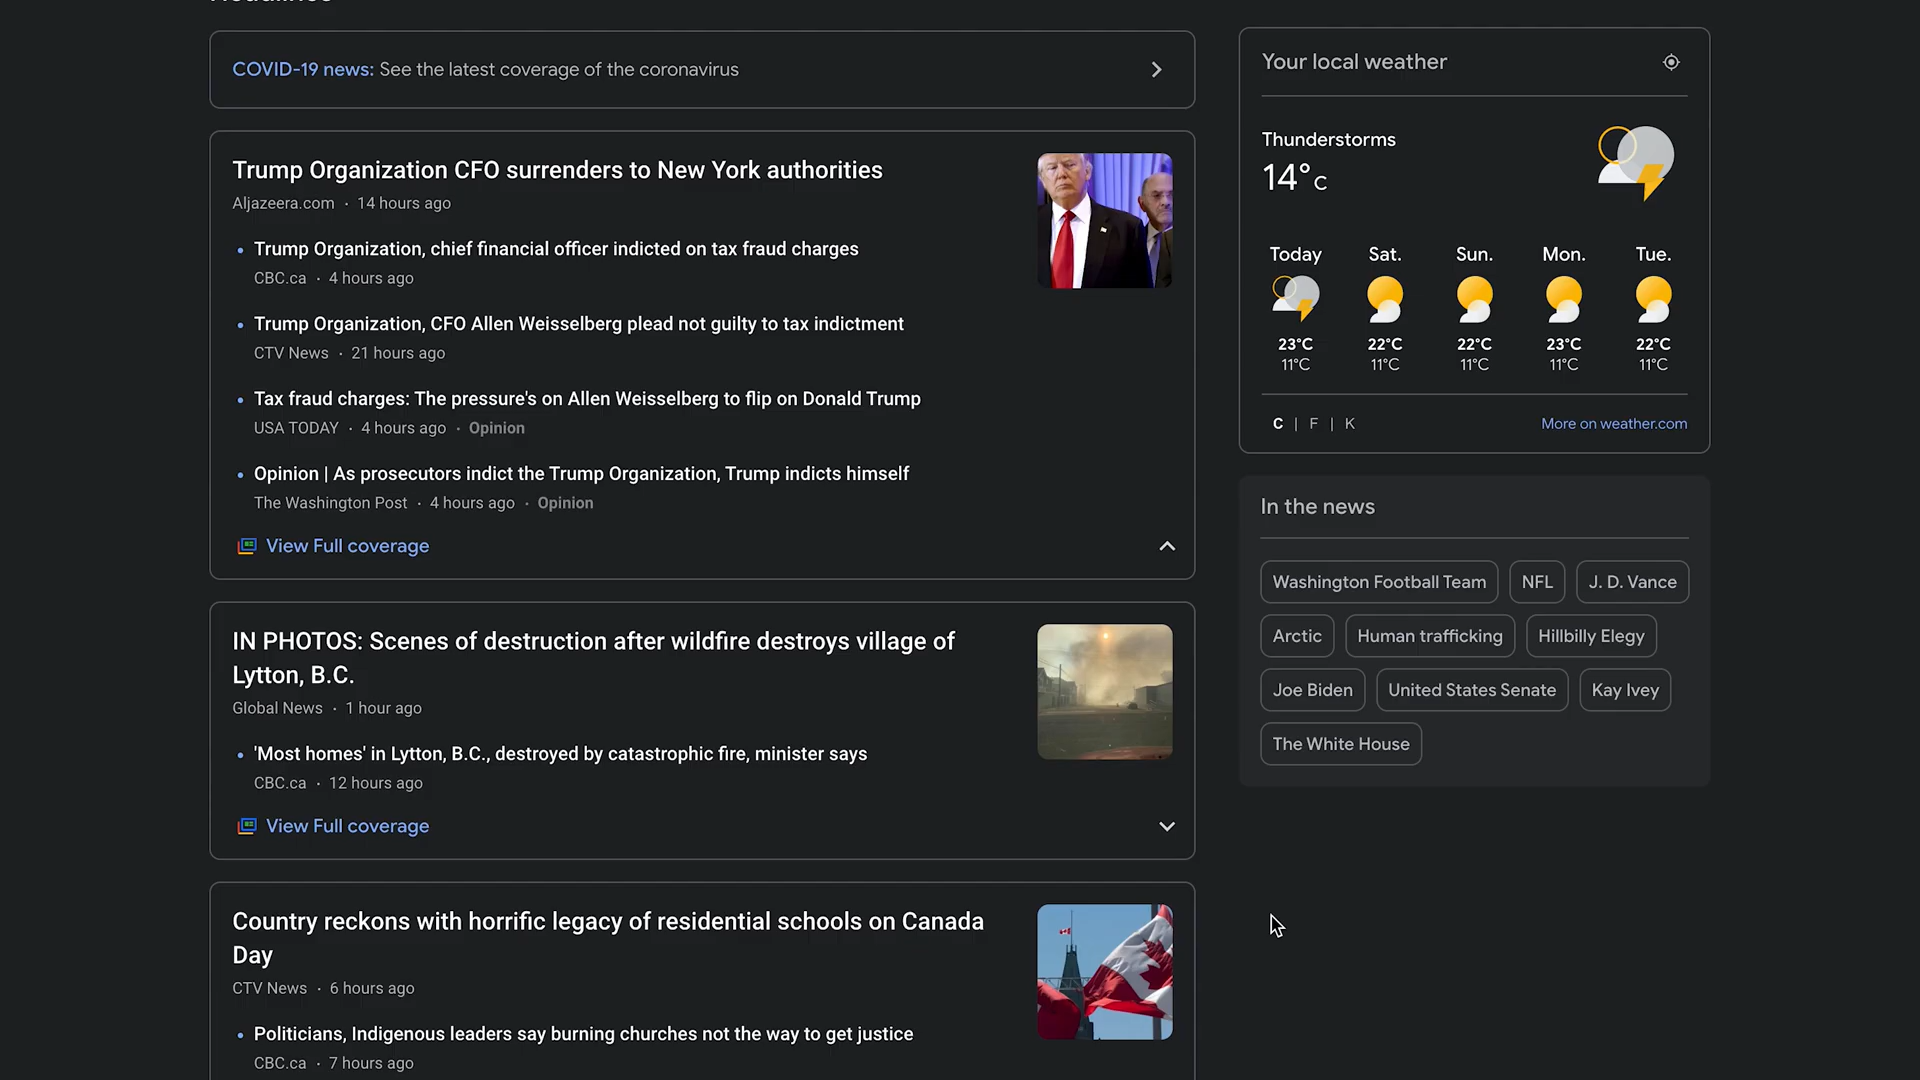 COVID-19 news: See the latest coverage of the coronavirus
Trump Organization CFO surrenders to New York authorities
Aljazeera.com · 14 hours ago
Trump Organization, chief financial officer indicted on tax fraud charges
CBC.ca · 4 hours ago
Trump Organization, CFO Allen Weisselberg plead not guilty to tax indictment
CTV News · 21 hours ago
Tax fraud charges: The pressure's on Allen Weisselberg to flip on Donald Trump
USA TODAY · 4 hours ago · Opinion
Opinion | As prosecutors indict the Trump Organization, Trump indicts himself
The Washington Post · 4 hours ago · Opinion
View Full coverage
IN PHOTOS: Scenes of destruction after wildfire destroys village of
Lytton, B.C.
Global News · 1 hour ago
'Most homes' in Lytton, B.C., destroyed by catastrophic fire, minister says
CBC.ca · 12 hours ago
View Full coverage
Country reckons with horrific legacy of residential schools on Canada
Day
CTV News · 6 hours ago
Politicians, Indigenous leaders say burning churches not the way to get justice
CBC.ca · 7 hours ago
Your local weather
Thunderstorms
14° C
Today Sat. Sun. Mon. Tue.
23°C 22°C 22°C 23°C 22°C
11°C 11°C 11°C 11°C 11°C
C | F | K More on weather.com
In the news
Washington Football Team NFL J. D. Vance
Arctic Human trafficking Hillbilly Elegy
Joe Biden United States Senate Kay Ivey
The White House